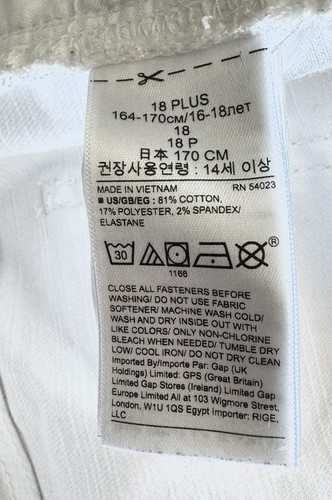 18 PLUS
164-170см/16-18лет
18
18 P
日本 170 CM
권장사용연령 : 14세 이상
MADE IN VIETNAM RN 54023
■ US/GB/EG : 81% COTTON,
17% POLYESTER, 2% SPANDEX/
ELASTANE
30
®
1166
CLOSE ALL FASTENERS BEFORE
WASHING/ DO NOT USE FABRIC
SOFTENER/ MACHINE WASH COLD/
WASH AND DRY INSIDE OUT WITH
LIKE COLORS/ ONLY NON-CHLORINE
BLEACH WHEN NEEDED/ TUMBLE DRY
LOW/ COOL IRON/ DO NOT DRY CLEAN
Imported By/Importe Par: Gap (UK
Holdings) Limited: GPS (Great Britain)
Limited Gap Stores (Ireland) Limited Gap
Europe Limited All at 103 Wigmore Street,
London, W1U 1QS Egypt Importer: RIGE,
LLC